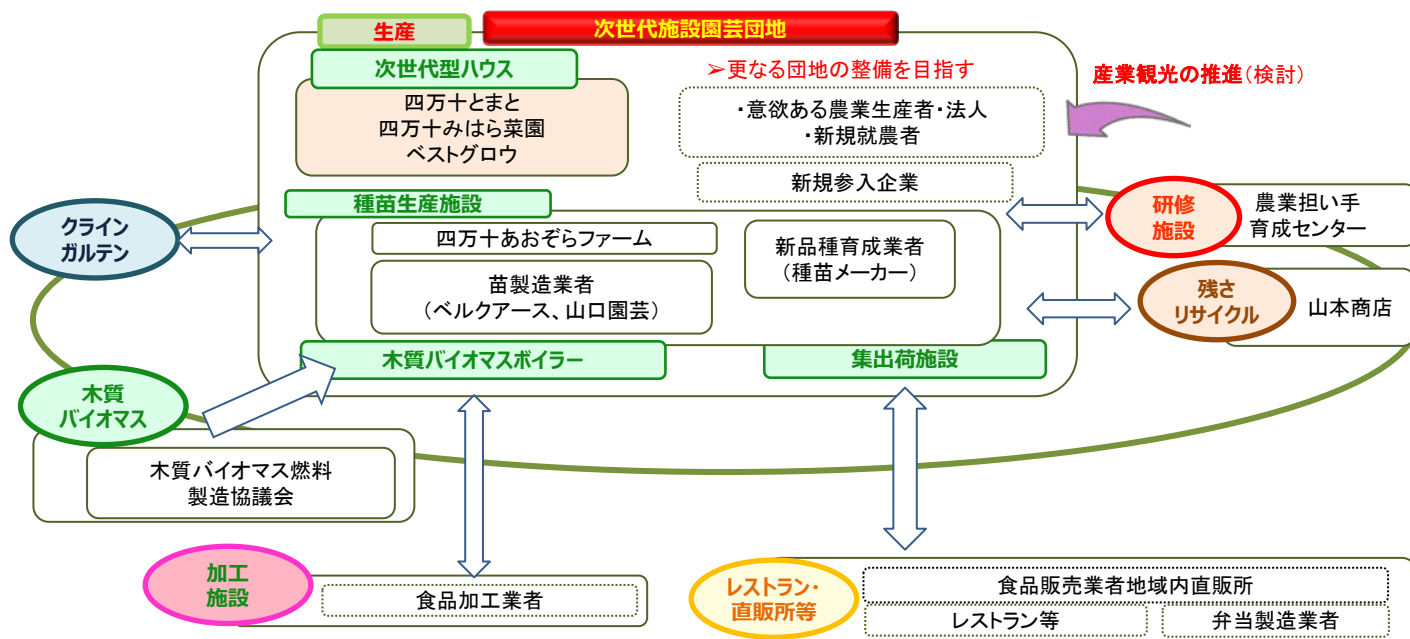 生産
次世代施設園芸団地
次世代型ハウス
四万十とまと
四万十みはら菜園
ベストグロウ
➢更なる団地の整備を目指す
・意欲ある農業生産者・法人
・新規就農者
新規参入企業
産業観光の推進(検討)
種苗生産施設
四万十あおぞらファーム
苗製造業者
(ベルクアース、山口園芸)
新品種育成業者
(種苗メーカー)
クライン
ガルテン
研修
施設
農業担い手
育成センター
残さ
リサイクル
山本商店
木質バイオマスボイラー
集出荷施設
木質
バイオマス
木質バイオマス燃料
製造協議会
加工
施設
食品加工業者
レストラン・
直販所等
食品販売業者地域内直販所
レストラン等
弁当製造業者